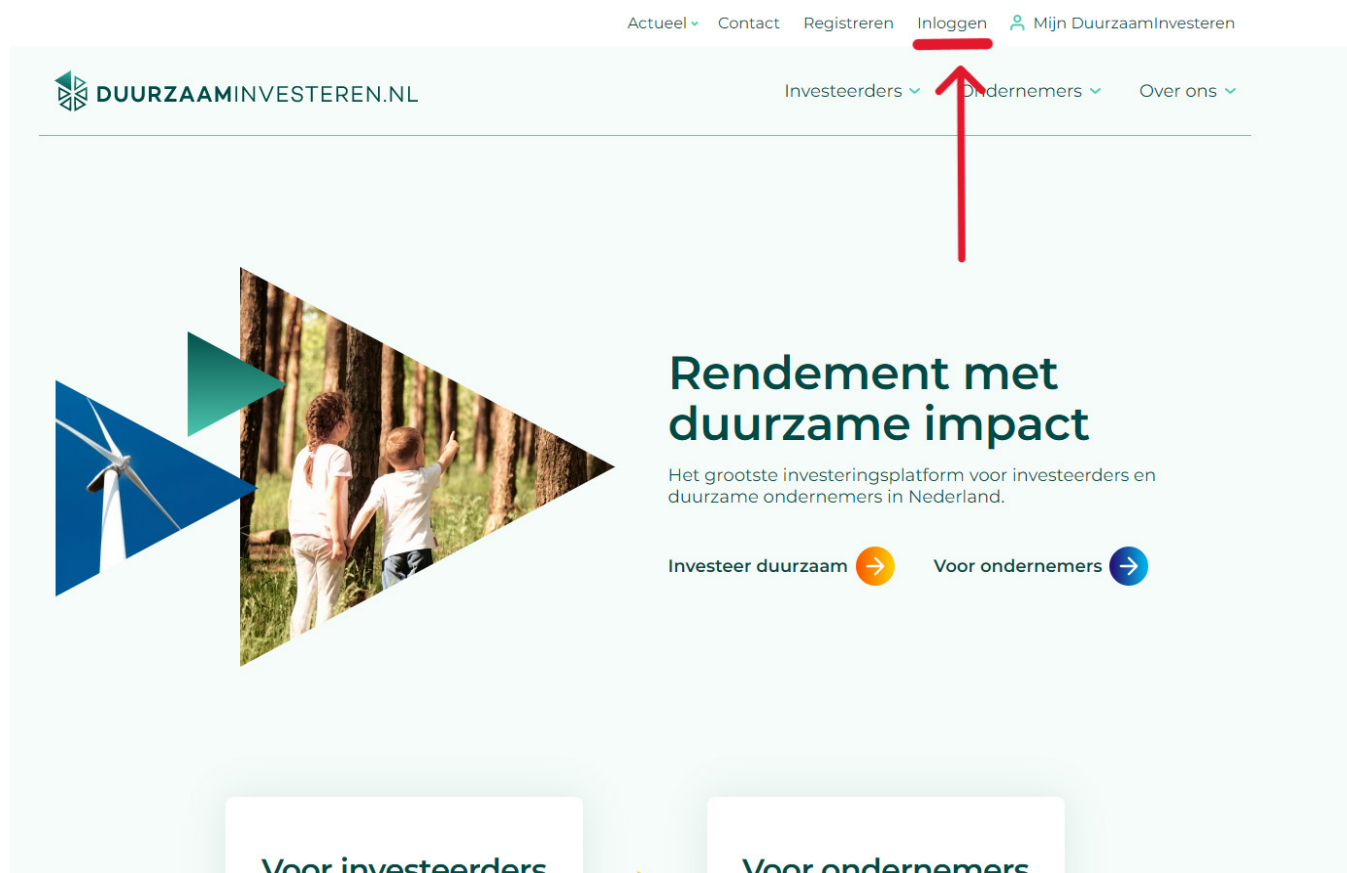 Actueel Contact Registreren Inloggen Mijn DuurzaamInvesteren
DUURZAAMINVESTEREN.NL
Investeerders Ondernemers Over ons
Rendement met
duurzame impact
Het grootste investeringsplatform voor investeerders en
duurzame ondernemers in Nederland.
Investeer duurzaam Voor ondernemers
Voor investeerders Voor ondernemers